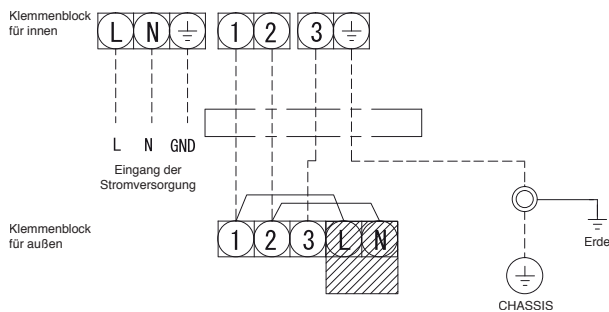 Klemmenblock
für innen
L N
1 2
3
L N GND
Eingang der
Stromversorgung
Klemmenblock
für außen
1 2 3 L N
Erde
CHASSIS